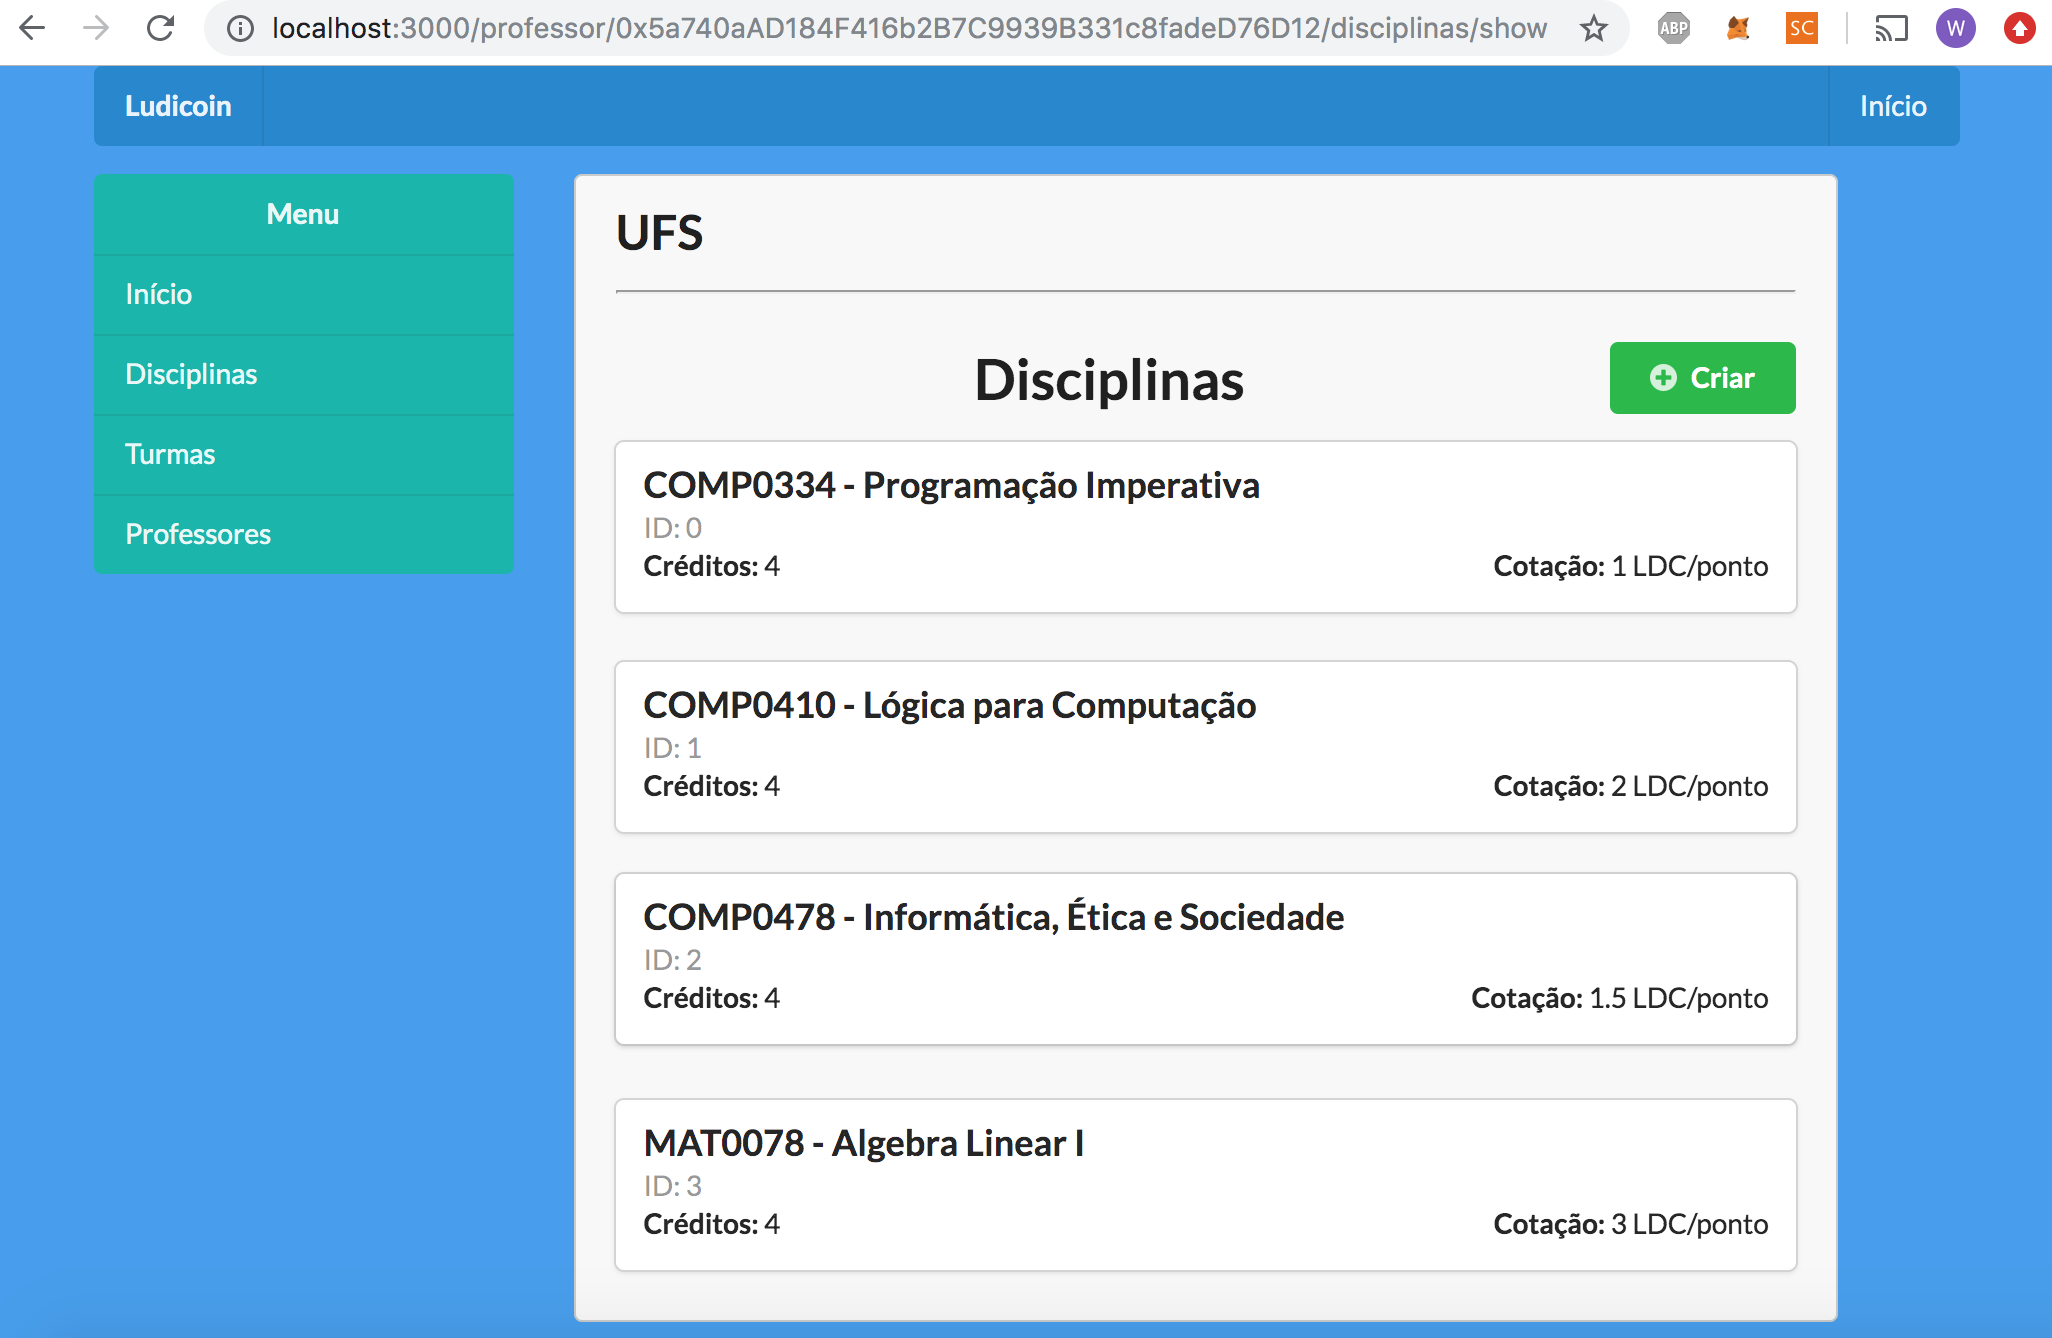 localhost:3000/professor/0x5a740aAD184F416b2B7C9939B331c8fadeD76D12/disciplinas/show
ABP
SC
W
Ludicoin
Início
Menu
Início
Disciplinas
Turmas
Professores
UFS
Disciplinas
Criar
COMP0334 - Programação Imperativa
ID: 0
Créditos: 4 Cotação: 1 LDC/ponto
COMP0410 - Lógica para Computação
ID: 1
Créditos: 4 Cotação: 2 LDC/ponto
COMP0478 - Informática, Ética e Sociedade
ID: 2
Créditos: 4 Cotação: 1.5 LDC/ponto
MAT0078 - Algebra Linear I
ID: 3
Créditos: 4 Cotação: 3 LDC/ponto